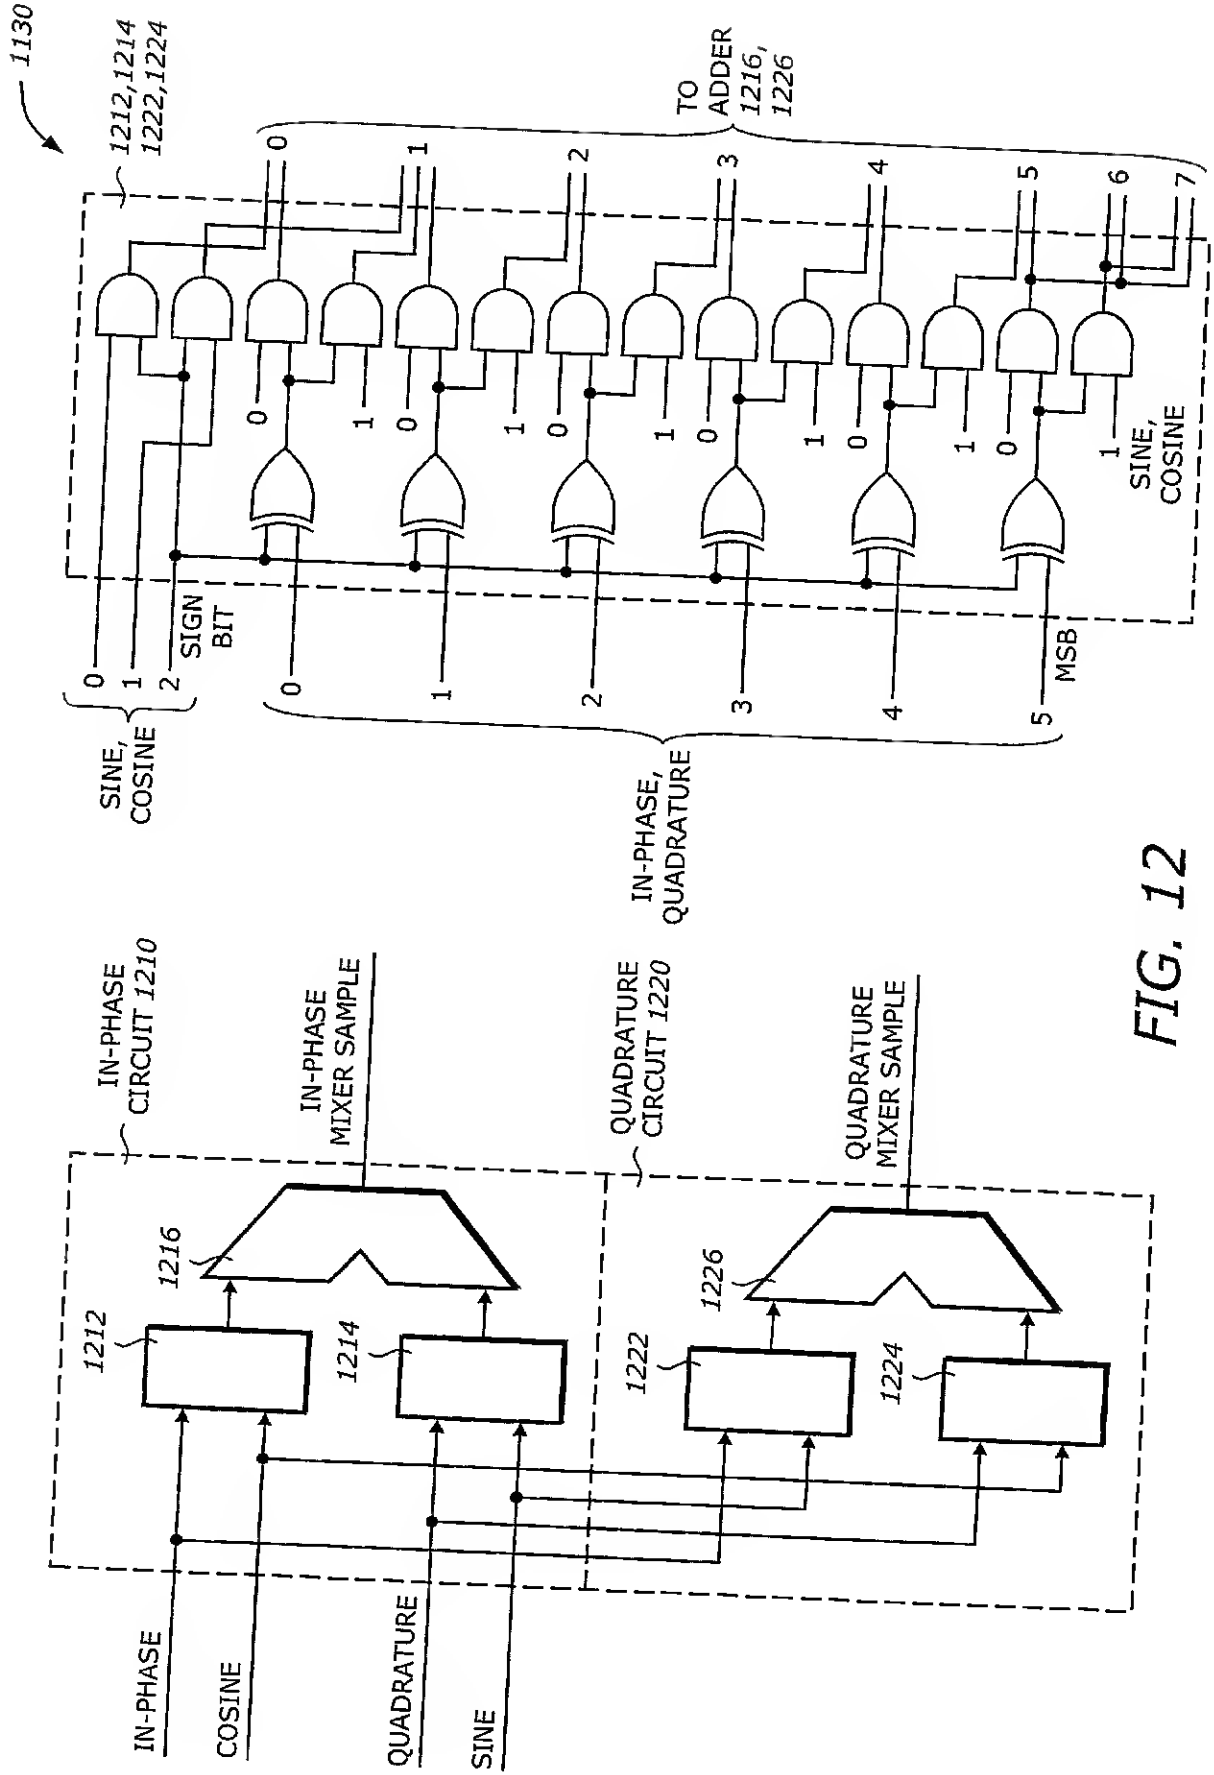 1130
1212,1214
1222,1224
SINE,
COSINE
0
1
2
SIGN
BIT
IN-PHASE,
QUADRATURE
0
1
2
3
4
5
MSB
0
1
0
1
0
1
0
1
0
1
0
1
SINE,
COSINE
0
1
2
3
4
5
6
7
TO
ADDER
1216,
1226
IN-PHASE
CIRCUIT 1210
IN-PHASE
COSINE
QUADRATURE
SINE
1212
1214
1216
IN-PHASE
MIXER SAMPLE
QUADRATURE
CIRCUIT 1220
1222
1224
1226
QUADRATURE
MIXER SAMPLE
FIG. 12